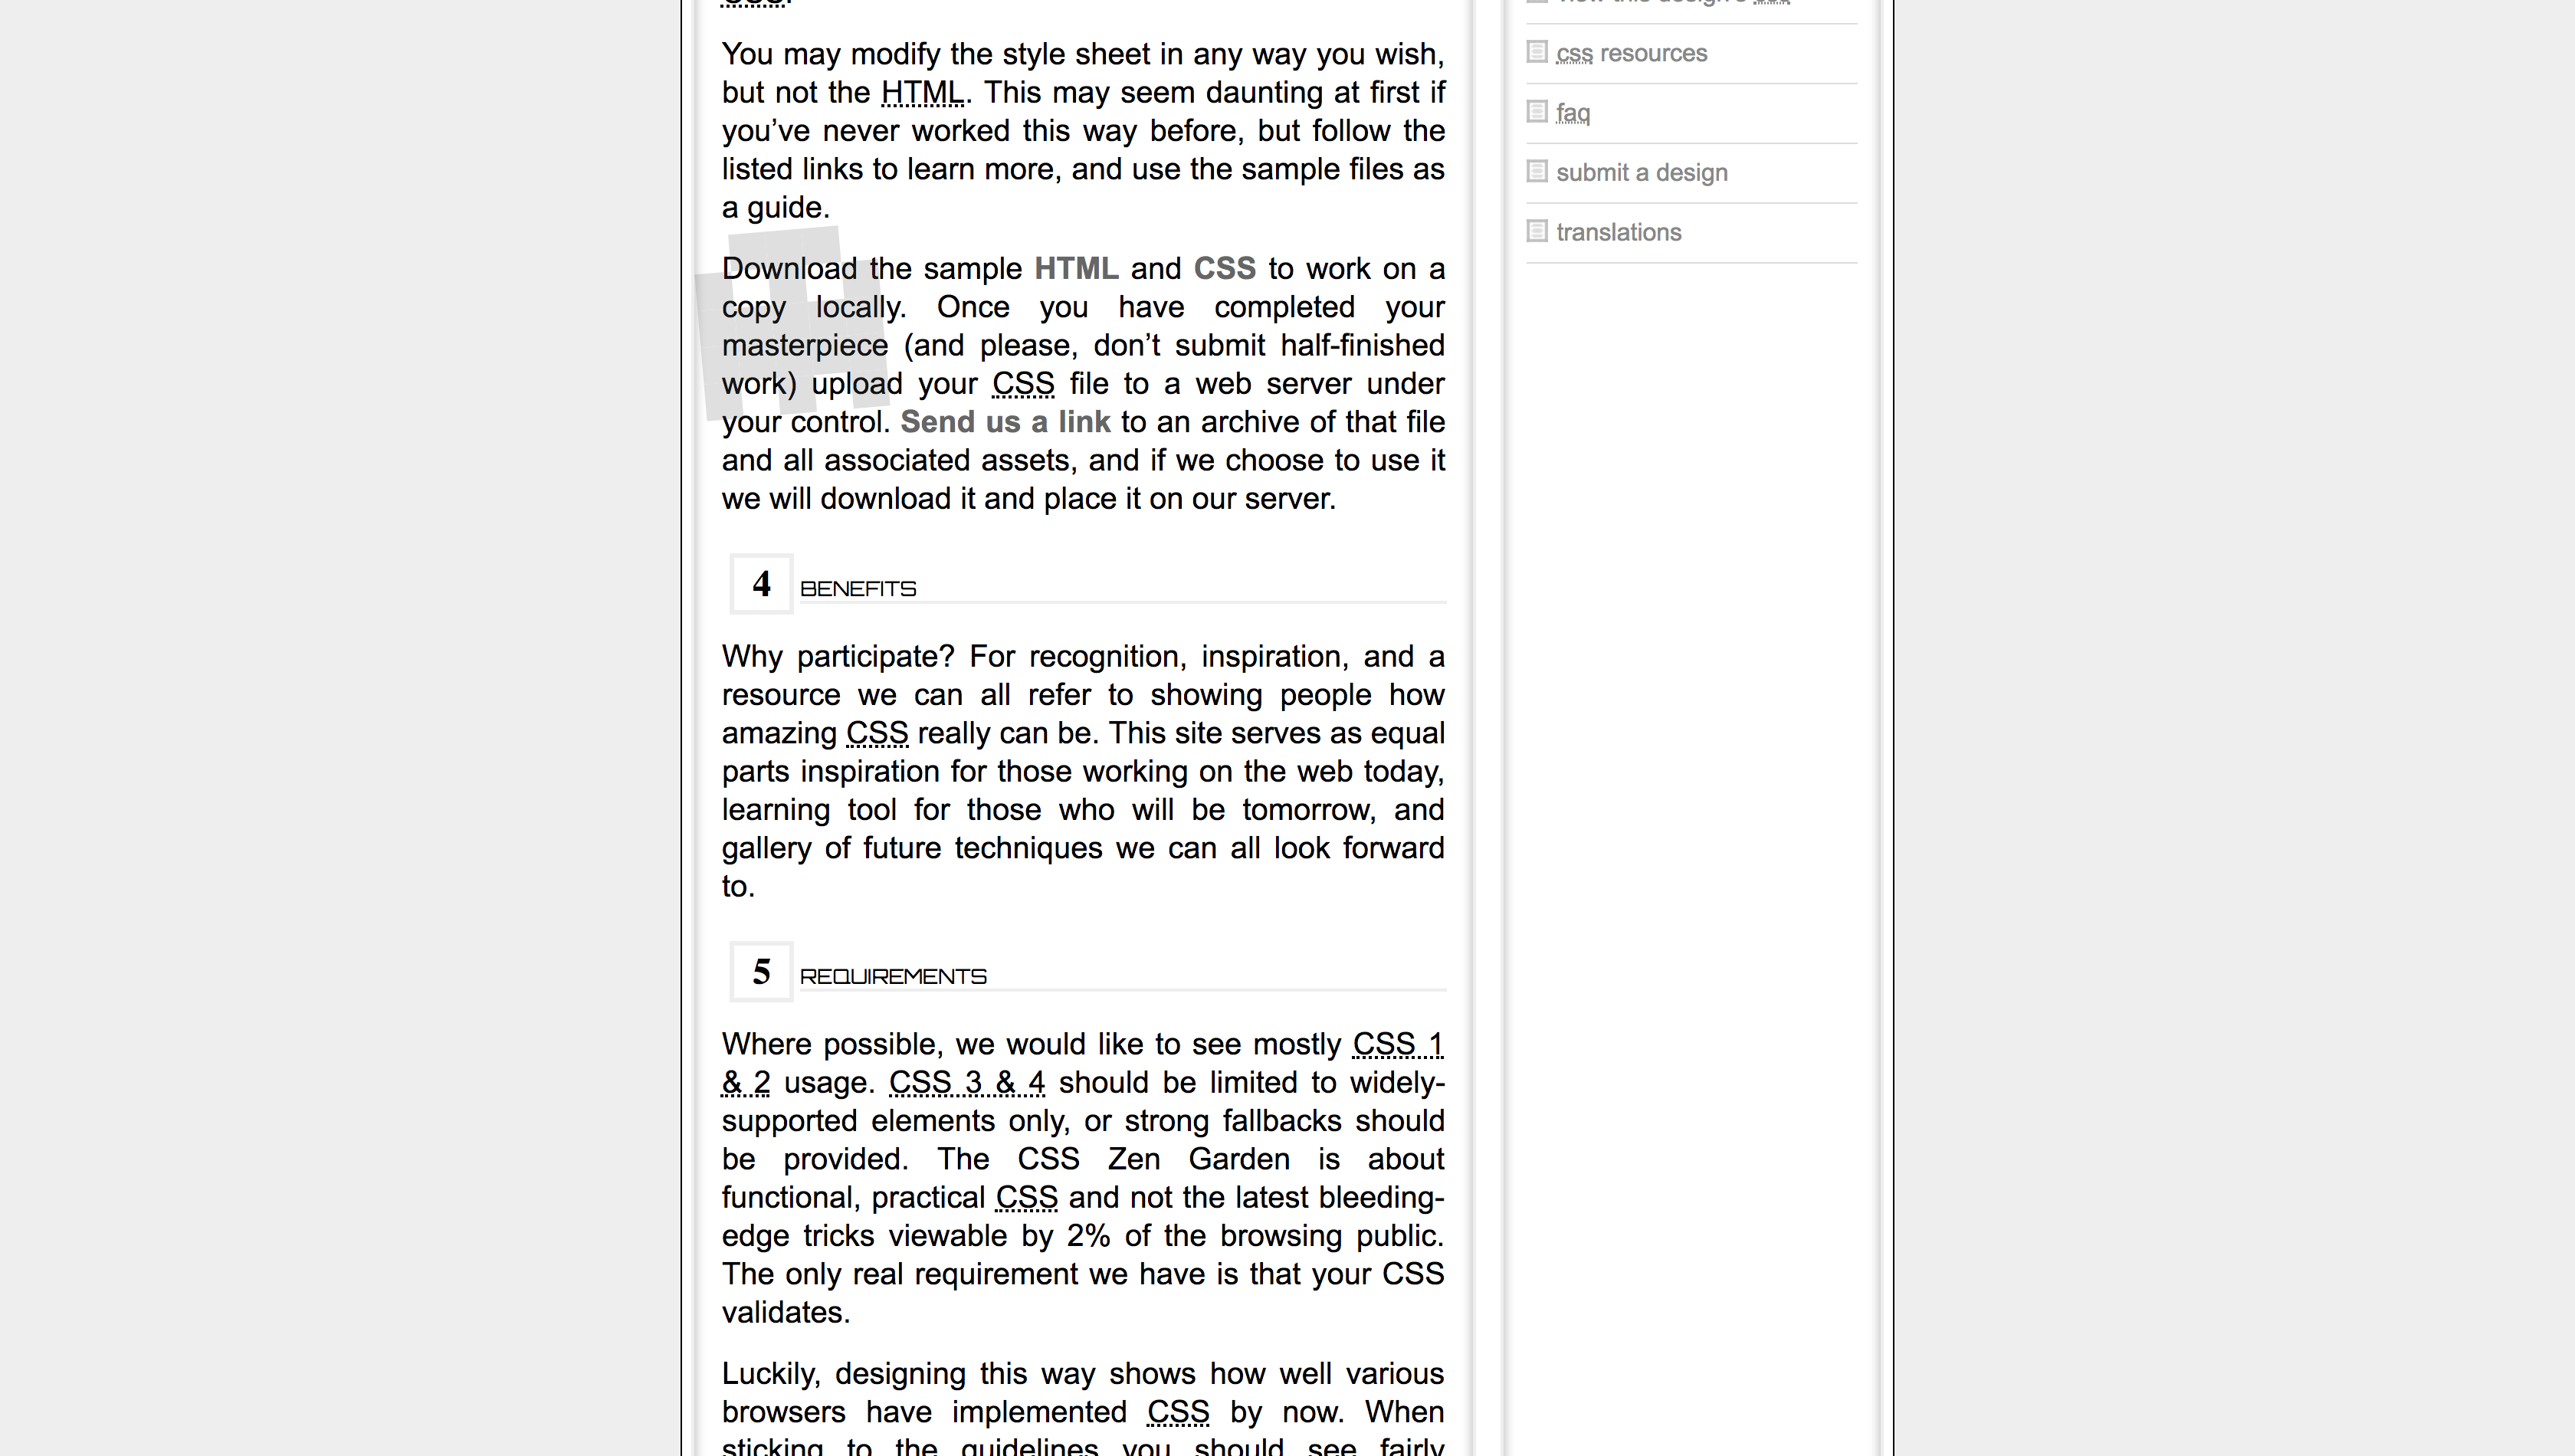 You may modify the style sheet in any way you wish,
but not the HTML. This may seem daunting at first if
you’ve never worked this way before, but follow the
listed links to learn more, and use the sample files as
a guide.
Download the sample HTML and CSS to work on a
copy locally. Once you have completed your
masterpiece (and please, don’t submit half-finished
work) upload your CSS file to a web server under
your control. Send us a link to an archive of that file
and all associated assets, and if we choose to use it
we will download it and place it on our server.
4 BENEFITS
Why participate? For recognition, inspiration, and a
resource we can all refer to showing people how
amazing CSS really can be. This site serves as equal
parts inspiration for those working on the web today,
learning tool for those who will be tomorrow, and
gallery of future techniques we can all look forward
to.
5 REQUIREMENTS
Where possible, we would like to see mostly CSS 1
& 2 usage. CSS 3 & 4 should be limited to widely-
supported elements only, or strong fallbacks should
be provided. The CSS Zen Garden is about
functional, practical CSS and not the latest bleeding-
edge tricks viewable by 2% of the browsing public.
The only real requirement we have is that your CSS
validates.
Luckily, designing this way shows how well various
browsers have implemented CSS by now. When
sticking to the guidelines you should see fairly
css resources
faq
submit a design
translations